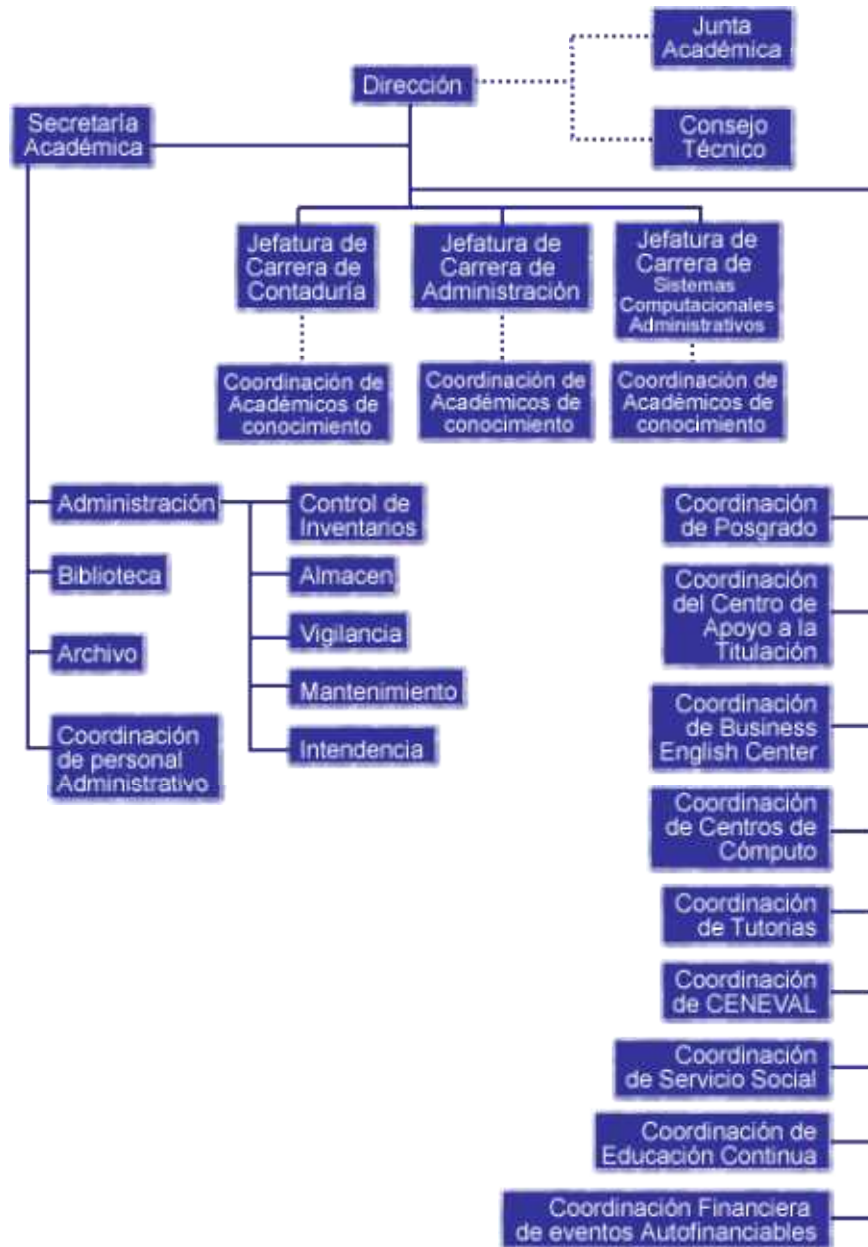 Junta
Académica
Dirección
Secretaría
Académica
Consejo
Técnico
Jefatura de
Carrera de
Contaduría
Jefatura de
Carrera de
Administración
Jefatura de
Carrera de
Sistemas
Computacionales
Administrativos
Coordinación de
Académicos de
conocimiento
Coordinación de
Académicos de
conocimiento
Coordinación de
Académicos de
conocimiento
Administración
Biblioteca
Archivo
Coordinación
de personal
Administrativo
Control de
Inventarios
Almacen
Vigilancia
Mantenimiento
Intendencia
Coordinación
de Posgrado
Coordinación
del Centro de
Apoyo a la
Titulación
Coordinación
de Business
English Center
Coordinación
de Centros de
Cómputo
Coordinación
de Tutorias
Coordinación
de CENEVAL
Coordinación
de Servicio Social
Coordinación de
Educación Continua
Coordinación Financiera
de eventos Autofinanciables